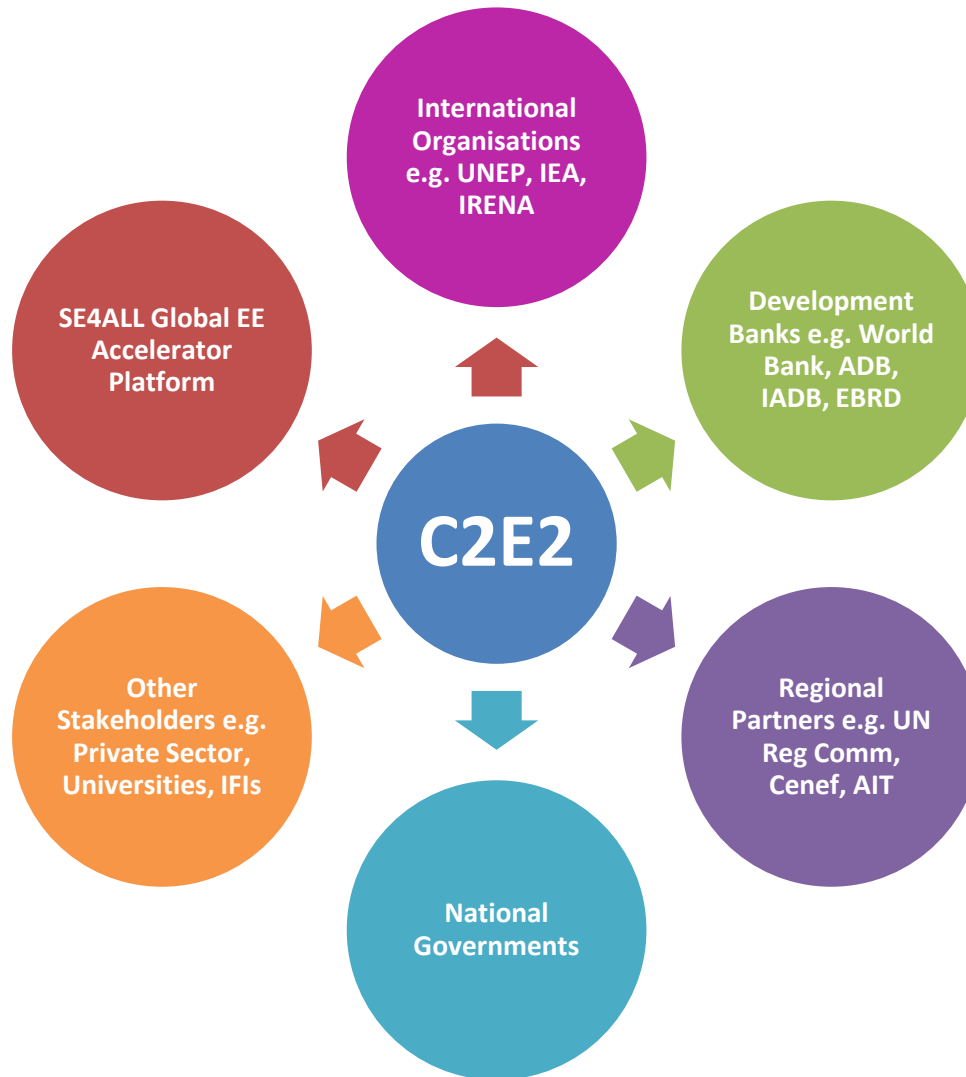 International
Organisations
e.g. UNEP, IEA,
IRENA
SE4ALL Global EE
Accelerator
Platform
Development
Banks e.g. World
Bank, ADB,
IADB, EBRD
C2E2
Other
Stakeholders e.g.
Private Sector,
Universities, IFIs
Regional
Partners e.g. UN
Reg Comm,
Cenef, AIT
National
Governments